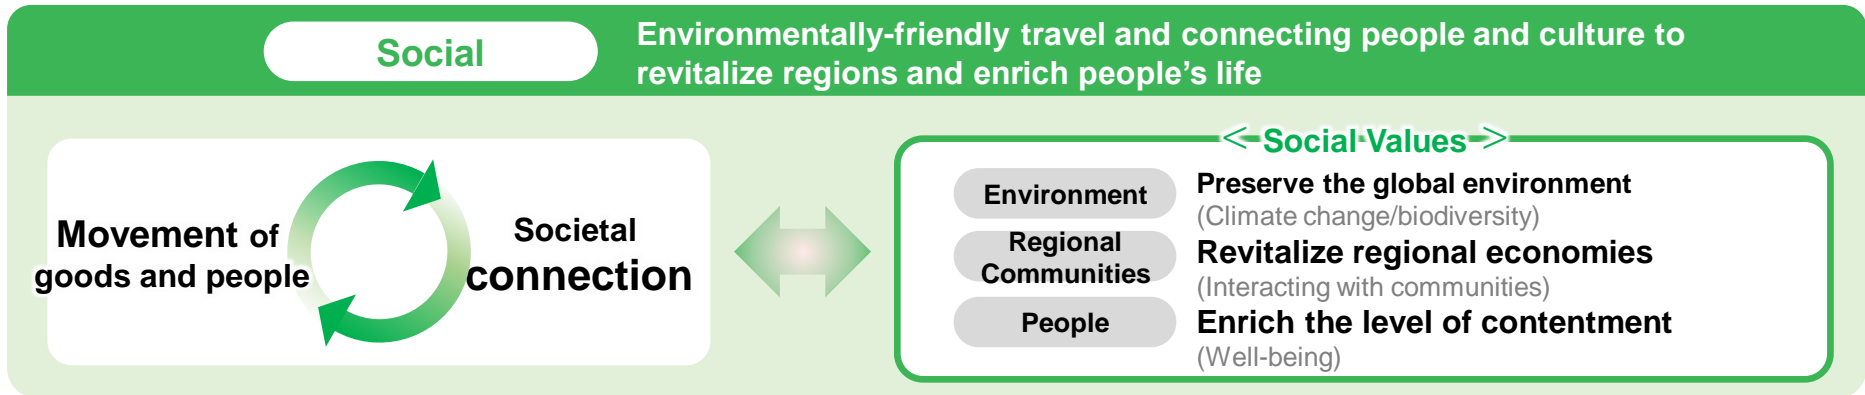 Social
Environmentally-friendly travel and connecting people and culture to
revitalize regions and enrich people's life
Movement of
goods and people
Societal
connection
< Social Values >
Environment
Preserve the global environment
(Climate change/biodiversity)
Regional
Communities
Revitalize regional economies
(Interacting with communities)
People
Enrich the level of contentment
(Well-being)